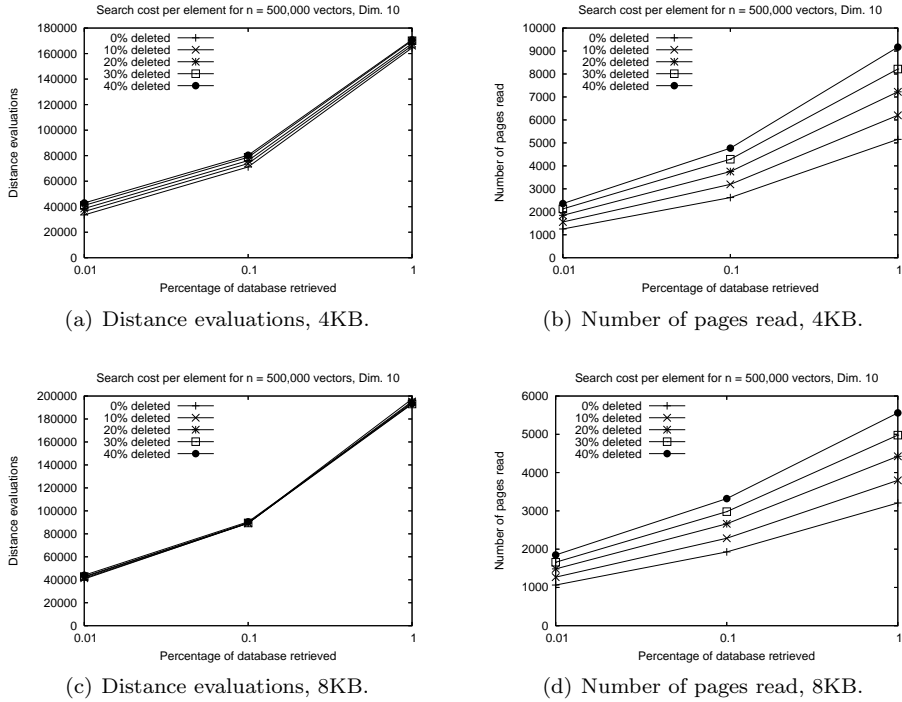 Search cost per element for n = 500,000 vectors, Dim. 10
180000
160000
140000
120000
100000
80000
60000
40000
20000
0
Distance evaluations
0% deleted
10% deleted
20% deleted
30% deleted
40% deleted
0.01 0.1 1
Percentage of database retrieved
(a) Distance evaluations, 4KB.
Search cost per element for n = 500,000 vectors, Dim. 10
10000
9000
8000
7000
6000
5000
4000
3000
2000
1000
0
Number of pages read
0% deleted
10% deleted
20% deleted
30% deleted
40% deleted
0.01 0.1 1
Percentage of database retrieved
(b) Number of pages read, 4KB.
Search cost per element for n = 500,000 vectors, Dim. 10
200000
180000
160000
140000
120000
100000
80000
60000
40000
20000
0
Distance evaluations
0% deleted
10% deleted
20% deleted
30% deleted
40% deleted
0.01 0.1 1
Percentage of database retrieved
(c) Distance evaluations, 8KB.
Search cost per element for n = 500,000 vectors, Dim. 10
6000
5000
4000
3000
2000
1000
0
Number of pages read
0% deleted
10% deleted
20% deleted
30% deleted
40% deleted
0.01 0.1 1
Percentage of database retrieved
(d) Number of pages read, 8KB.